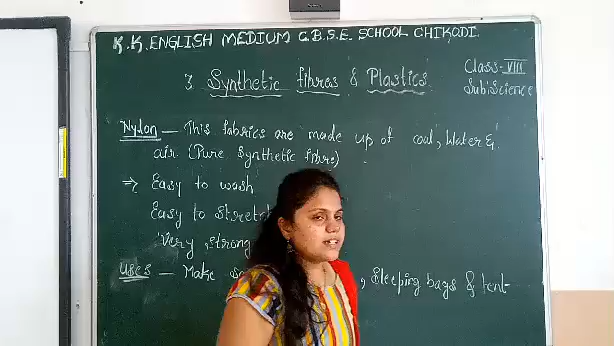 K.K. ENGLISH MEDIUM C.B.S.E. SCHOOL CHIKODI.
Class-VIII
Sub:Science
3 Synthetic fibres & Plastics
Nylon - This fabrics are made up of coal, Water &
air (Pure Synthetic fibre)
⇒ Easy to wash
Easy to Stretch
Very strong
Uses - Make , Sleeping bags & tent